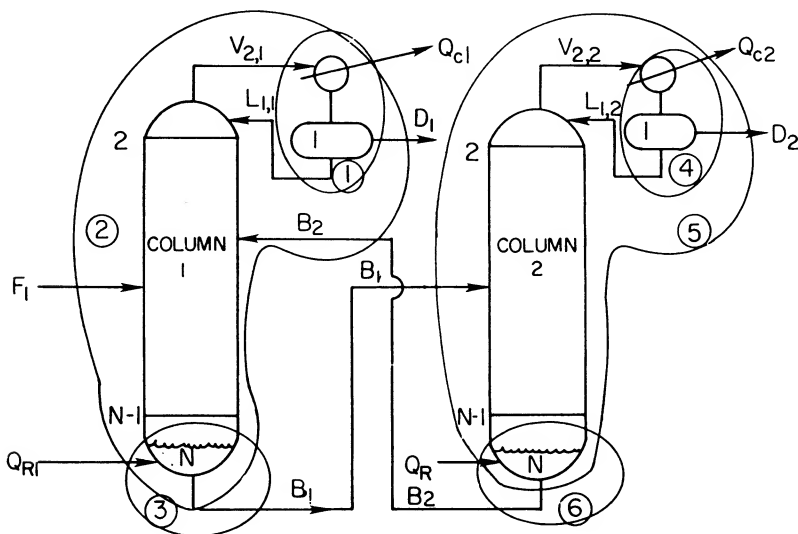 V2,1
Qc1
V2,2
Qc2
L1,1
1
D1
L1,2
1
D2
2
1
2
4
2
B2
5
COLUMN
1
COLUMN
2
F1
B1
N-1
N-1
QR1
N
QR
N
3
B1
B2
6